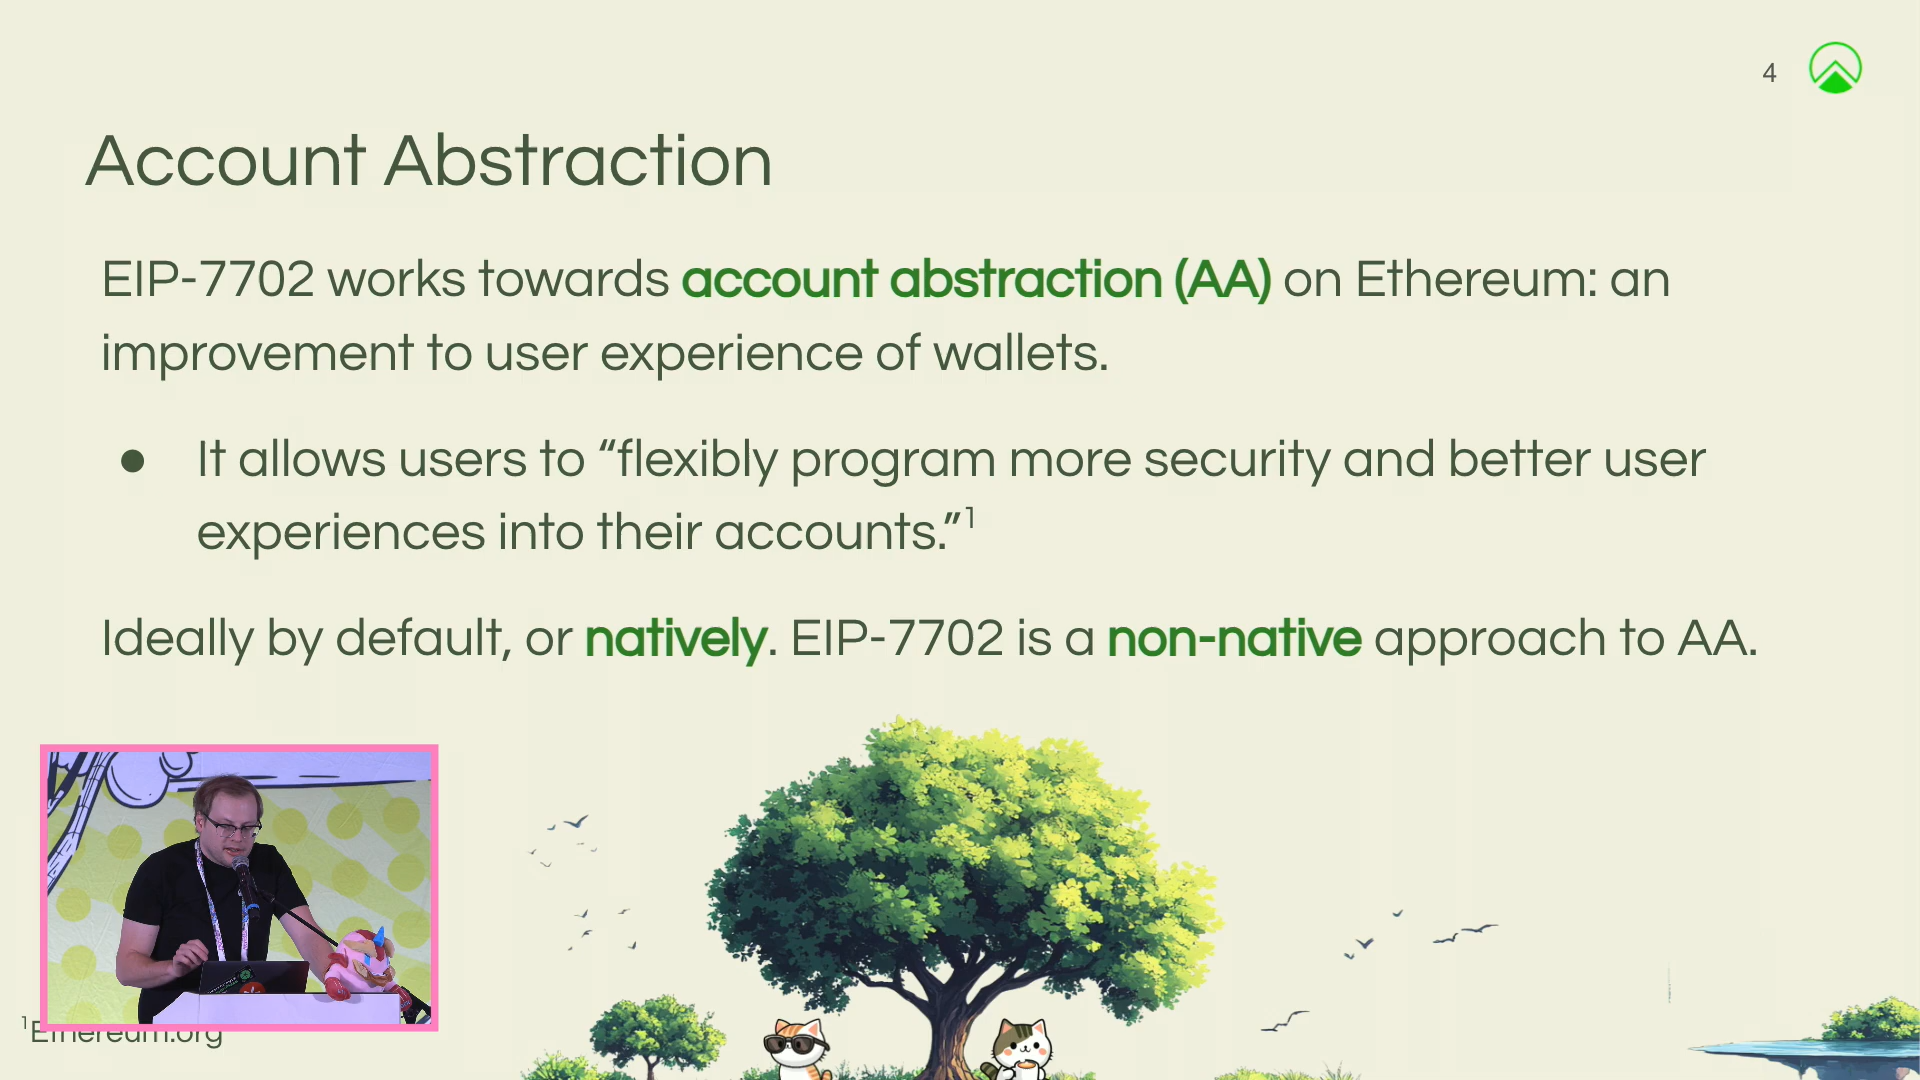 4
Account Abstraction
EIP-7702 works towards account abstraction (AA) on Ethereum: an
improvement to user experience of wallets.
● It allows users to “flexibly program more security and better user
experiences into their accounts.”1
Ideally by default, or natively. EIP-7702 is a non-native approach to AA.
1Ethereum.org